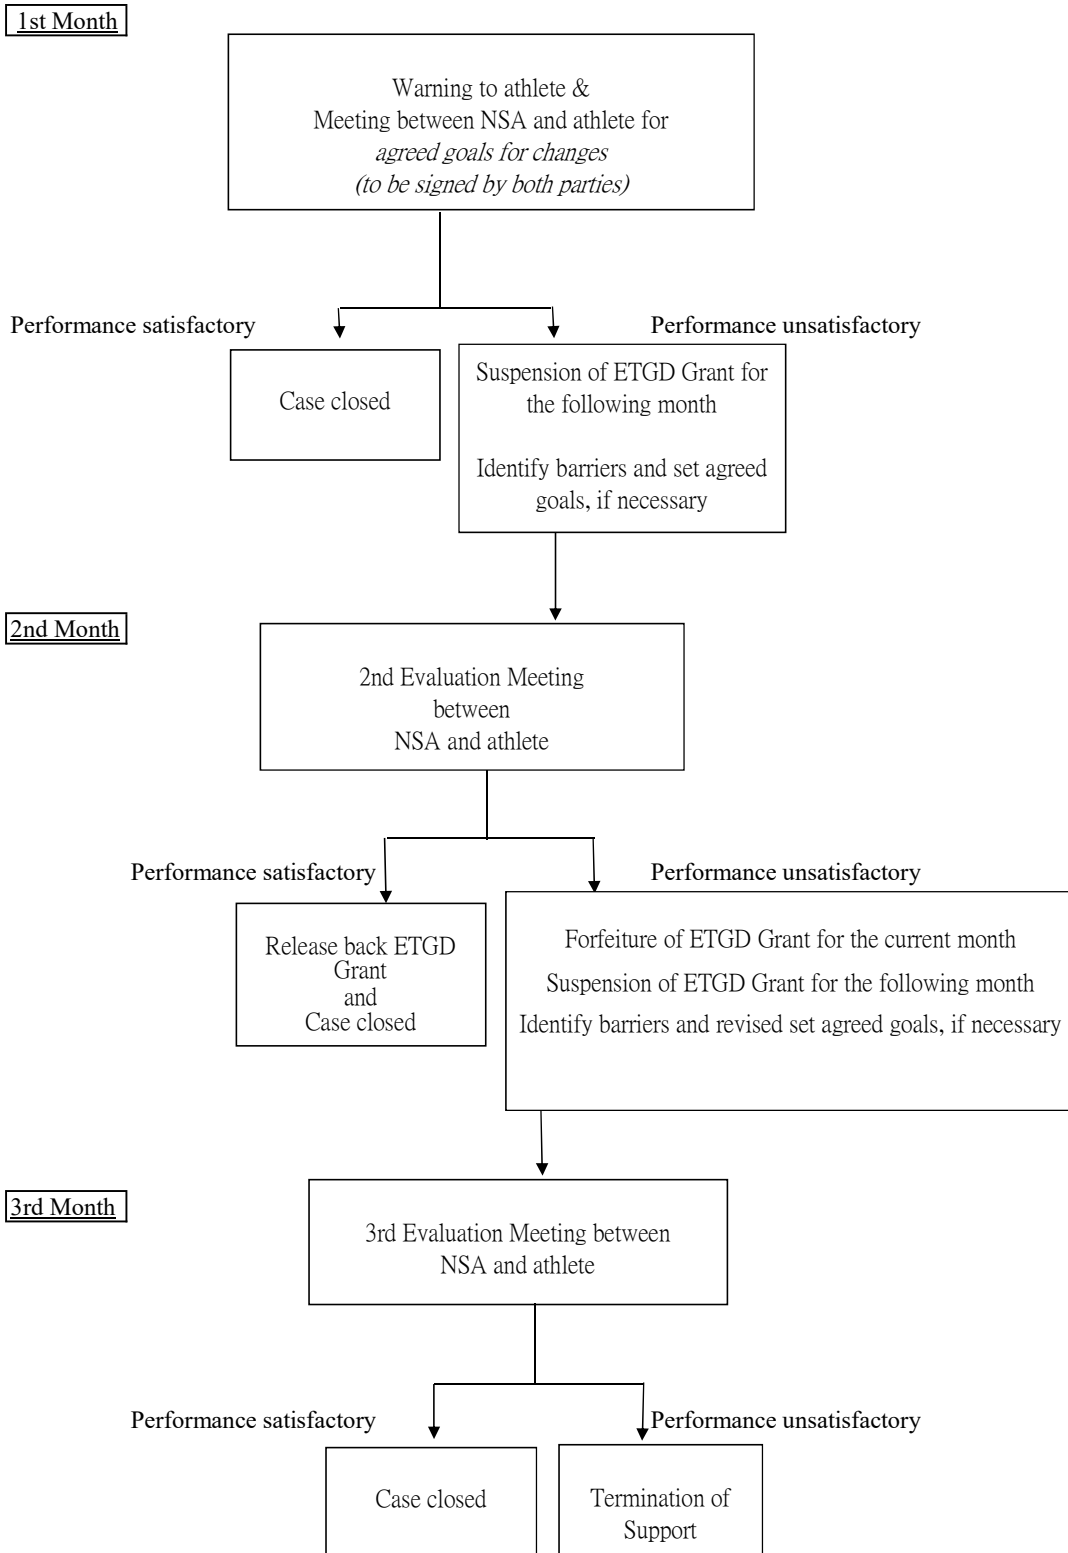 1st Month
Warning to athlete &
Meeting between NSA and athlete for
agreed goals for changes
(to be signed by both parties)
Performance satisfactory
Performance unsatisfactory
Case closed
Suspension of ETGD Grant for
the following month
Identify barriers and set agreed
goals, if necessary
2nd Month
2nd Evaluation Meeting
between
NSA and athlete
Performance satisfactory
Performance unsatisfactory
Release back ETGD
Grant
and
Case closed
Forfeiture of ETGD Grant for the current month
Suspension of ETGD Grant for the following month
Identify barriers and revised set agreed goals, if necessary
3rd Month
3rd Evaluation Meeting between
NSA and athlete
Performance satisfactory
Performance unsatisfactory
Case closed
Termination of
Support